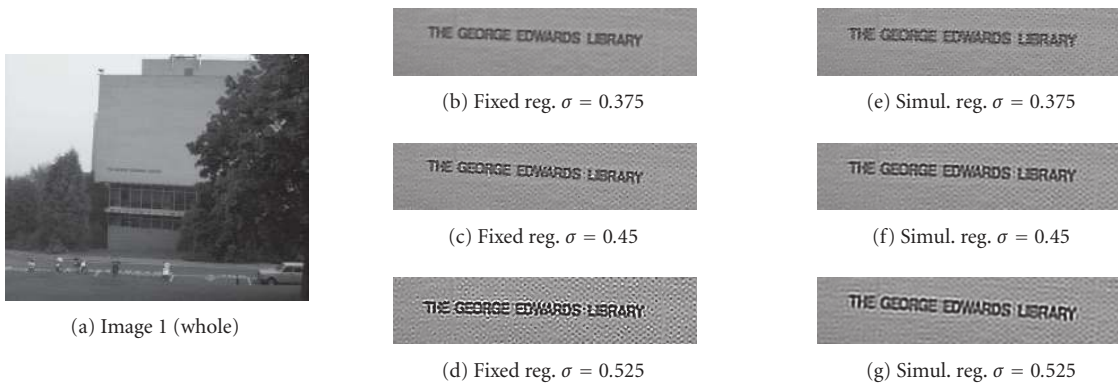 THE GEORGE EDWARDS LIBRARY
(b) Fixed reg. σ = 0.375
THE GEORGE EDWARDS LIBRARY
(e) Simul. reg. σ = 0.375
THE GEORGE EDWARDS LIBRARY
(c) Fixed reg. σ = 0.45
THE GEORGE EDWARDS LIBRARY
(f) Simul. reg. σ = 0.45
(a) Image 1 (whole)
THE GEORGE EDWARDS LIBRARY
(d) Fixed reg. σ = 0.525
THE GEORGE EDWARDS LIBRARY
(g) Simul. reg. σ = 0.525